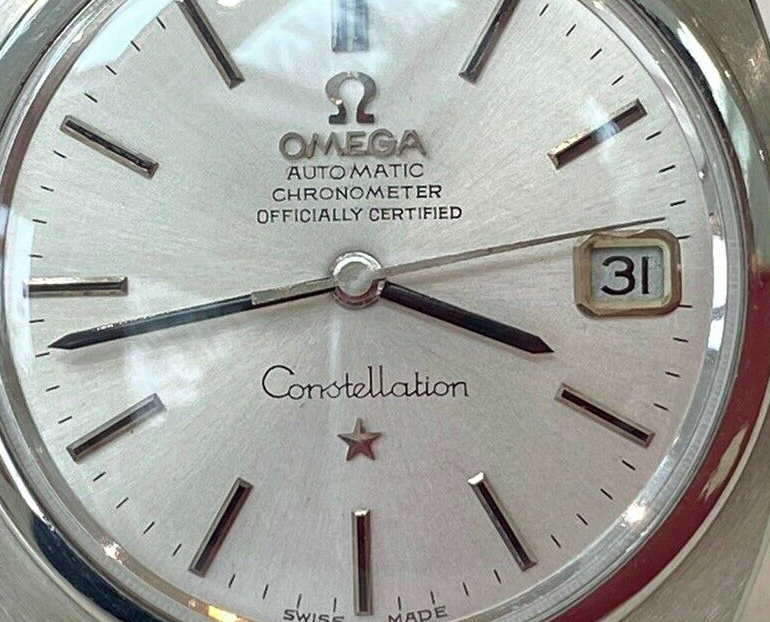 Ω
OMEGA
AUTOMATIC
CHRONOMETER
OFFICIALLY CERTIFIED
31
Constellation
SWISS MADE